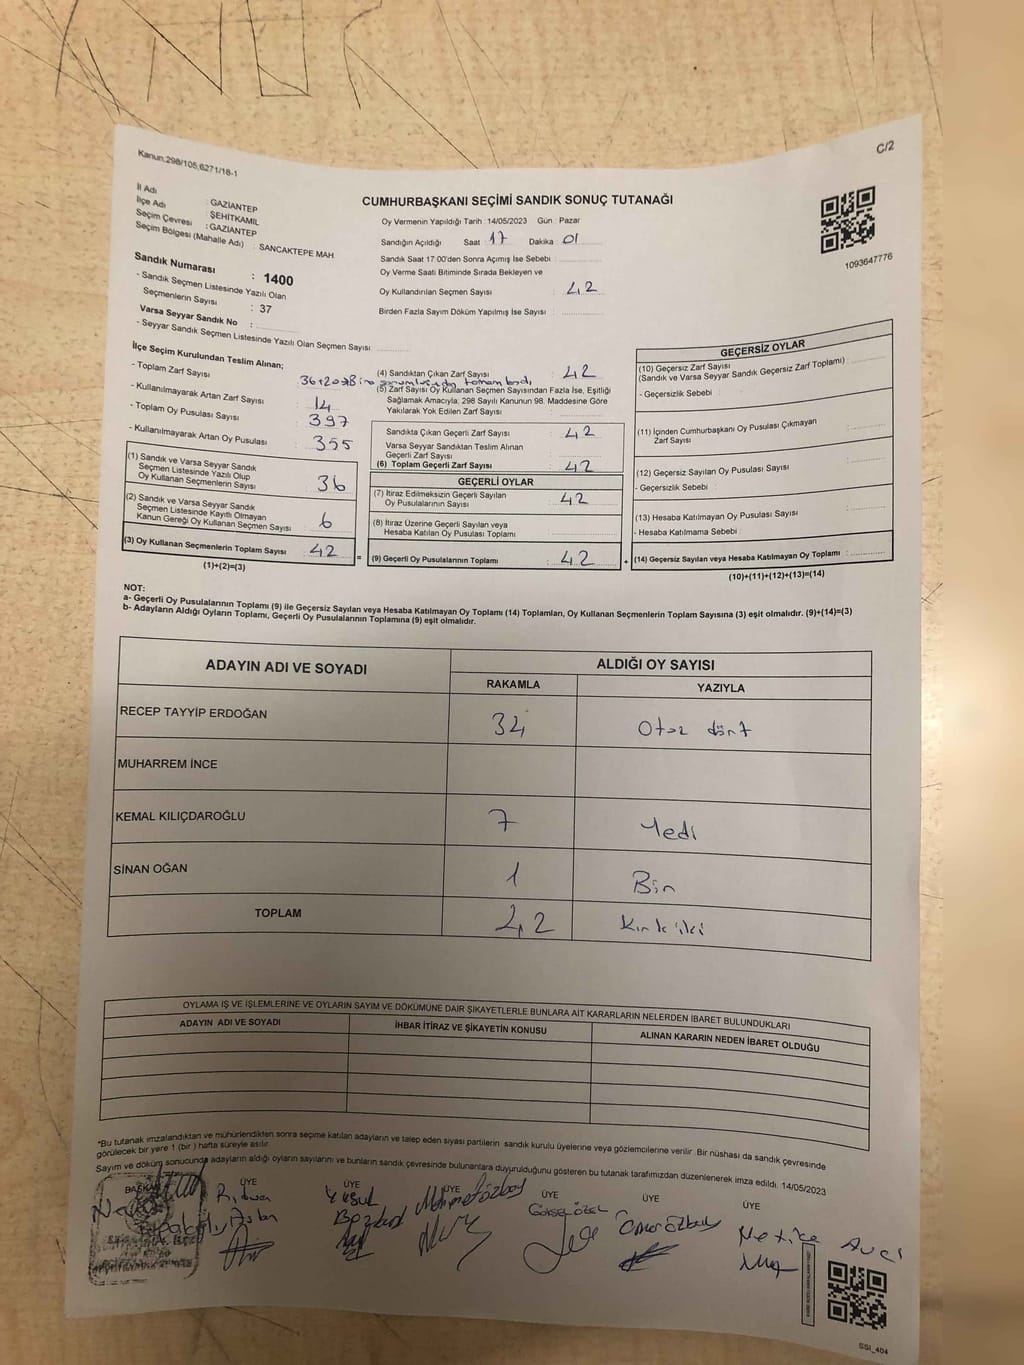 C/2
Kanun,298/105,6271/18-1
CUMHURBAŞKANI SEÇİMİ SANDIK SONUÇ TUTANAĞI
İl Adı : GAZİANTEP
İlçe Adı : ŞEHİTKAMİL
Seçim Çevresi : GAZİANTEP
Seçim Bölgesi (Mahalle Adı) : SANCAKTEPE MAH.
Sandık Numarası : 1400
- Sandık Seçmen Listesinde Yazılı Olan
Seçmenlerin Sayısı : 37
Varsa Seyyar Sandık No :
- Seyyar Sandık Seçmen Listesinde Yazılı Olan Seçmen Sayısı:
Oy Vermenin Yapıldığı Tarih : 14/05/2023 Gün : Pazar
Sandığın Açıldığı Saat 17 Dakika 01
Sandık Saat 17:00'den Sonra Açılmış İse Sebebi :
Oy Verme Saati Bitiminde Sırada Bekleyen ve
Oy Kullandırılan Seçmen Sayısı : 42
Birden Fazla Sayım Döküm Yapılmış İse Sayısı :
1093647776
İlçe Seçim Kurulundan Teslim Alınan;
- Toplam Zarf Sayısı
- Kullanılmayarak Artan Zarf Sayısı : 14
- Toplam Oy Pusulası Sayısı : 397
- Kullanılmayarak Artan Oy Pusulası : 355
(1) Sandık ve Varsa Seyyar Sandık
Seçmen Listesinde Yazılı Olup
Oy Kullanan Seçmenlerin Sayısı : 36
(2) Sandık ve Varsa Seyyar Sandık
Seçmen Listesinde Kayıtlı Olmayan
Kanun Gereği Oy Kullanan Seçmen Sayısı : 6
(3) Oy Kullanan Seçmenlerin Toplam Sayısı : 42
(1)+(2)=(3)
(4) Sandıktan Çıkan Zarf Sayısı : 42
(5) Zarf Sayısı Oy Kullanan Seçmen Sayısından Fazla İse, Eşitliği
Sağlamak Amacıyla; 298 Sayılı Kanunun 98. Maddesine Göre
Yakılarak Yok Edilen Zarf Sayısı :
Sandıkta Çıkan Geçerli Zarf Sayısı : 42
Varsa Seyyar Sandıktan Teslim Alınan
Geçerli Zarf Sayısı :
(6) Toplam Geçerli Zarf Sayısı : 42
GEÇERLİ OYLAR
(7) İtiraz Edilmeksizin Geçerli Sayılan
Oy Pusulalarının Sayısı : 42
(8) İtiraz Üzerine Geçerli Sayılan veya
Hesaba Katılan Oy Pusulası Toplamı :
= (9) Geçerli Oy Pusulalarının Toplamı : 42
GEÇERSİZ OYLAR
(10) Geçersiz Zarf Sayısı
(Sandık ve Varsa Seyyar Sandık Geçersiz Zarf Toplamı) :
- Geçersizlik Sebebi :
(11) İçinden Cumhurbaşkanı Oy Pusulası Çıkmayan
Zarf Sayısı :
(12) Geçersiz Sayılan Oy Pusulası Sayısı :
- Geçersizlik Sebebi :
(13) Hesaba Katılmayan Oy Pusulası Sayısı :
- Hesaba Katılmama Sebebi :
+ (14) Geçersiz Sayılan veya Hesaba Katılmayan Oy Toplamı :
(10)+(11)+(12)+(13)=(14)
NOT:
a- Geçerli Oy Pusulalarının Toplamı (9) ile Geçersiz Sayılan veya Hesaba Katılmayan Oy Toplamı (14) Toplamları, Oy Kullanan Seçmenlerin Toplam Sayısına (3) eşit olmalıdır. (9)+(14)=(3)
b- Adayların Aldığı Oyların Toplamı, Geçerli Oy Pusulalarının Toplamına (9) eşit olmalıdır.
ADAYIN ADI VE SOYADI ALDIĞI OY SAYISI
RAKAMLA YAZIYLA
RECEP TAYYİP ERDOĞAN 34 Otuz dört
MUHARREM İNCE
KEMAL KILIÇDAROĞLU 7 Yedi
SİNAN OĞAN 1 Bir
TOPLAM 42 Kırk iki
OYLAMA İŞ VE İŞLEMLERİNE VE OYLARIN SAYIM VE DÖKÜMÜNE DAİR ŞİKAYETLERLE BUNLARA AİT KARARLARIN NELERDEN İBARET BULUNDUKLARI
ADAYIN ADI VE SOYADI İHBAR İTİRAZ VE ŞİKAYETİN KONUSU ALINAN KARARIN NEDEN İBARET OLDUĞU
*Bu tutanak imzalandıktan ve mühürlendikten sonra seçime katılan adayların ve talep eden siyasi partilerin sandık kurulu üyelerine veya gözlemcilerine verilir. Bir nüshası da sandık çevresinde
görülecek bir yere 1 (bir) hafta süreyle asılır.
Sayım ve döküm sonucunda adayların aldığı oyların sayılarını ve bunların sandık çevresinde bulunanlara duyurulduğunu gösteren bu tutanak tarafımızdan düzenlenerek imza edildi. 14/05/2023
BAŞKAN ÜYE ÜYE ÜYE ÜYE ÜYE ÜYE
Rıdvan Aslan
Mehmet Özbay
GÖKSEL ÖZEL
Ömer Özbay
Netice Avcı
SSI_404